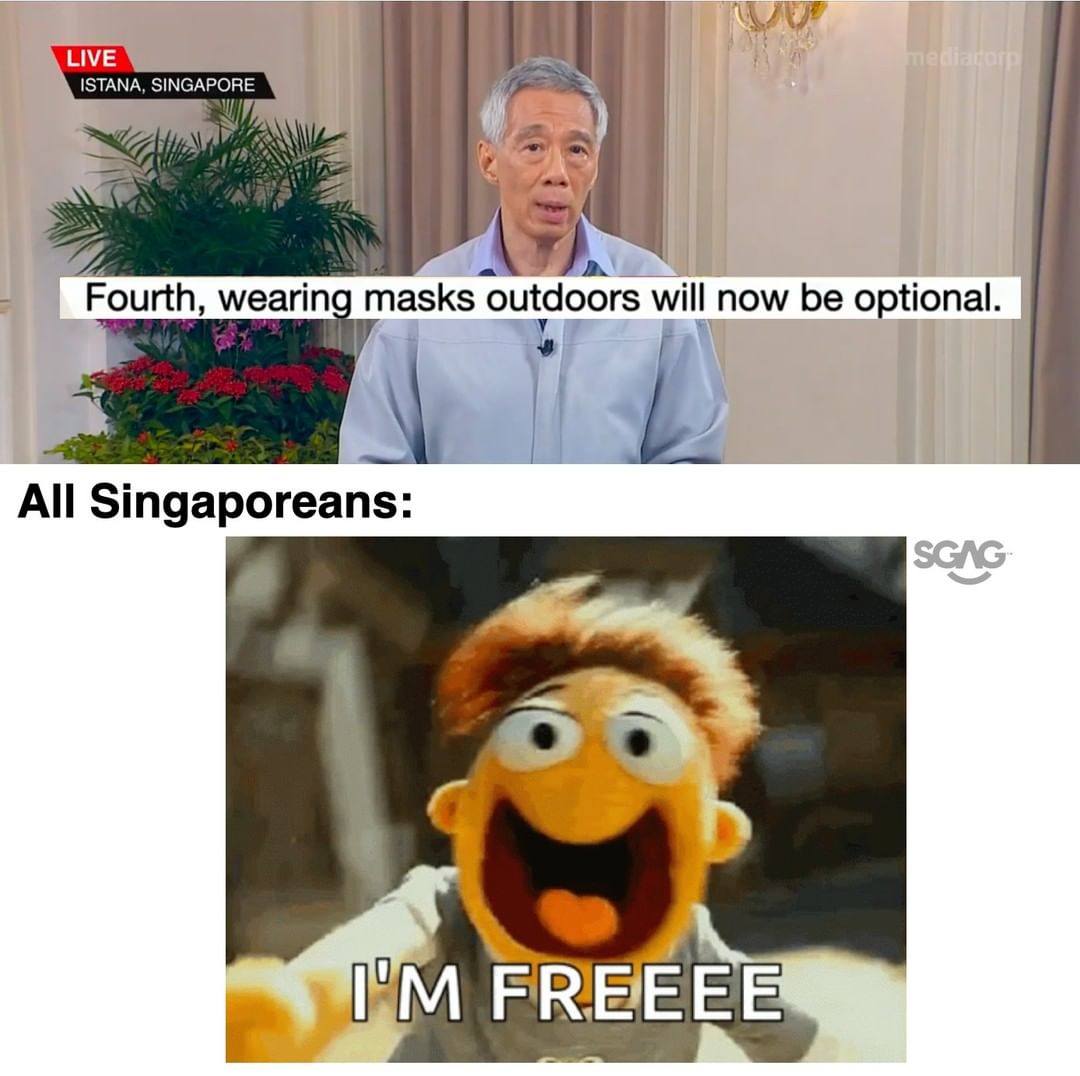 LIVE
ISTANA, SINGAPORE
mediacorp
Fourth, wearing masks outdoors will now be optional.
All Singaporeans:
SGAG
I'M FREEEE